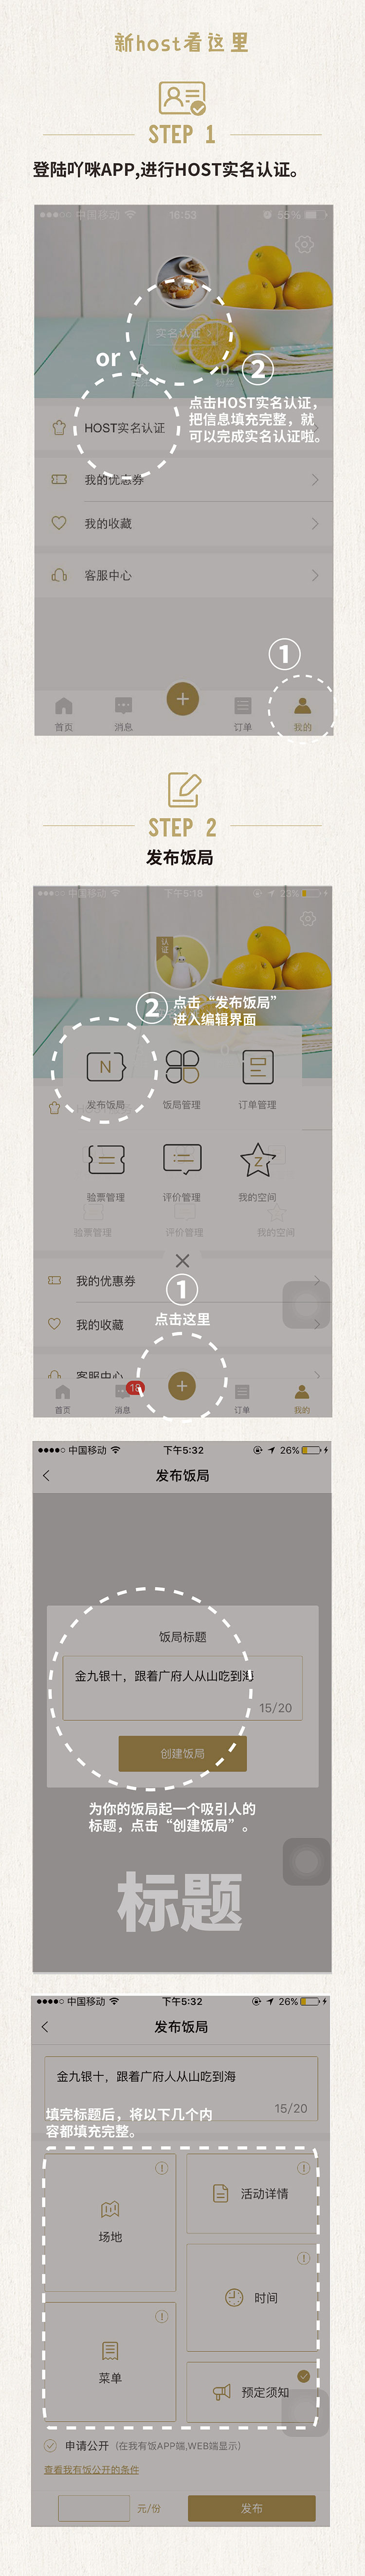 新host看这里
STEP 1
登陆吖咪APP,进行HOST实名认证。
中国移动 16:53 55%
实名认证
or
②
粉丝
点击HOST实名认证，
把信息填充完整，就
可以完成实名认证啦。
HOST实名认证
我的优惠券
我的收藏
客服中心
①
首页 消息 订单 我的
STEP 2
发布饭局
中国移动 下午5:18 23%
认证
② 点击“发布饭局”
进入编辑界面
发布饭局 饭局管理 订单管理
验票管理 评价管理 我的空间
验票管理 评价管理 我的空间
我的优惠券
①
点击这里
我的收藏
客服中心
首页 消息 订单 我的
中国移动 下午5:32 26%
发布饭局
饭局标题
金九银十，跟着广府人从山吃到海
15/20
创建饭局
为你的饭局起一个吸引人的
标题，点击“创建饭局”。
标题
中国移动 下午5:32 26%
发布饭局
金九银十，跟着广府人从山吃到海
15/20
填完标题后，将以下几个内
容都填充完整。
场地
活动详情
时间
菜单
预定须知
申请公开 (在我有饭APP端,WEB端显示)
查看我有饭公开的条件
元/份 发布